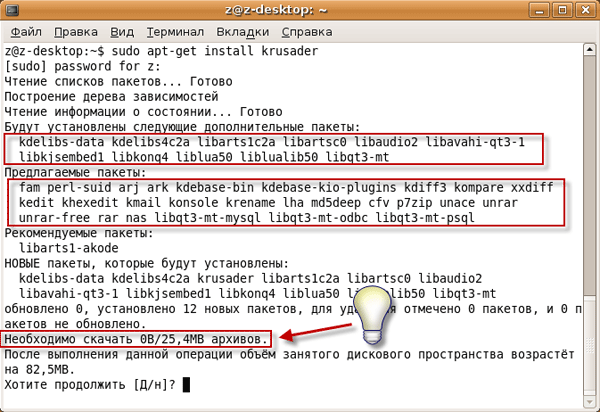 z@z-desktop: ~
Файл Правка Терминал Вкладки Справка
z@z-desktop:~$ sudo apt-get install krusader
[sudo] password for z:
Чтение списков пакетов... Готово
Построение дерева зависимостей
Чтение информации о состоянии... Готово
Будут установлены следующие дополнительные пакеты:
kdelibs-data kdelibs4c2a libarts1c2a libartsc0 libaudio2 libavahi-qt3-1
libkjsembed1 libkonq4 liblua50 liblualib50 libqt3-mt
Предлагаемые пакеты:
fam perl-suid arj ark kdebase-bin kdebase-kio-plugins kdiff3 kompare xxdiff
kedit khexedit kmail konsole krename lha md5deep cfv p7zip unace unrar
unrar-free rar nas libqt3-mt-mysql libqt3-mt-odbc libqt3-mt-psql
Рекомендуемые пакеты:
libarts1-akode
НОВЫЕ пакеты, которые будут установлены:
kdelibs-data kdelibs4c2a krusader libarts1c2a libartsc0 libaudio2
libavahi-qt3-1 libkjsembed1 libkonq4 liblua50 lib50 libqt3-mt
обновлено 0, установлено 12 новых пакетов, для уд отмечено 0 пакетов, и 0 п
акетов не обновлено.
Необходимо скачать 0B/25,4MB архивов.
После выполнения данной операции объём занятого дискового пространства возрастёт
на 82,5MB.
Хотите продолжить [Д/н]?